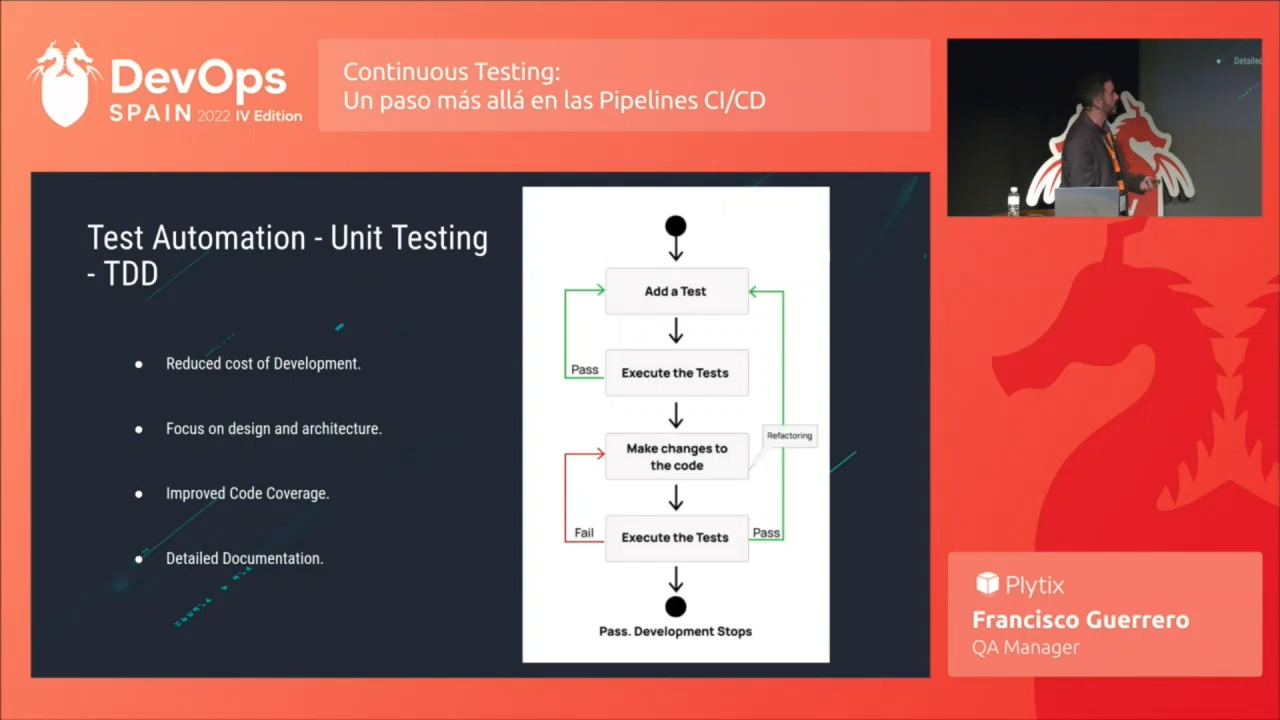 DevOps
SPAIN 2022 IV Edition
Continuous Testing:
Un paso más allá en las Pipelines CI/CD
Detailed
Test Automation - Unit Testing
- TDD
Reduced cost of Development.
Focus on design and architecture.
Improved Code Coverage.
Detailed Documentation.
Add a Test
Pass
Execute the Tests
Refactoring
Make changes to
the code
Fail
Execute the Tests
Pass
Pass. Development Stops
Plytix
Francisco Guerrero
QA Manager